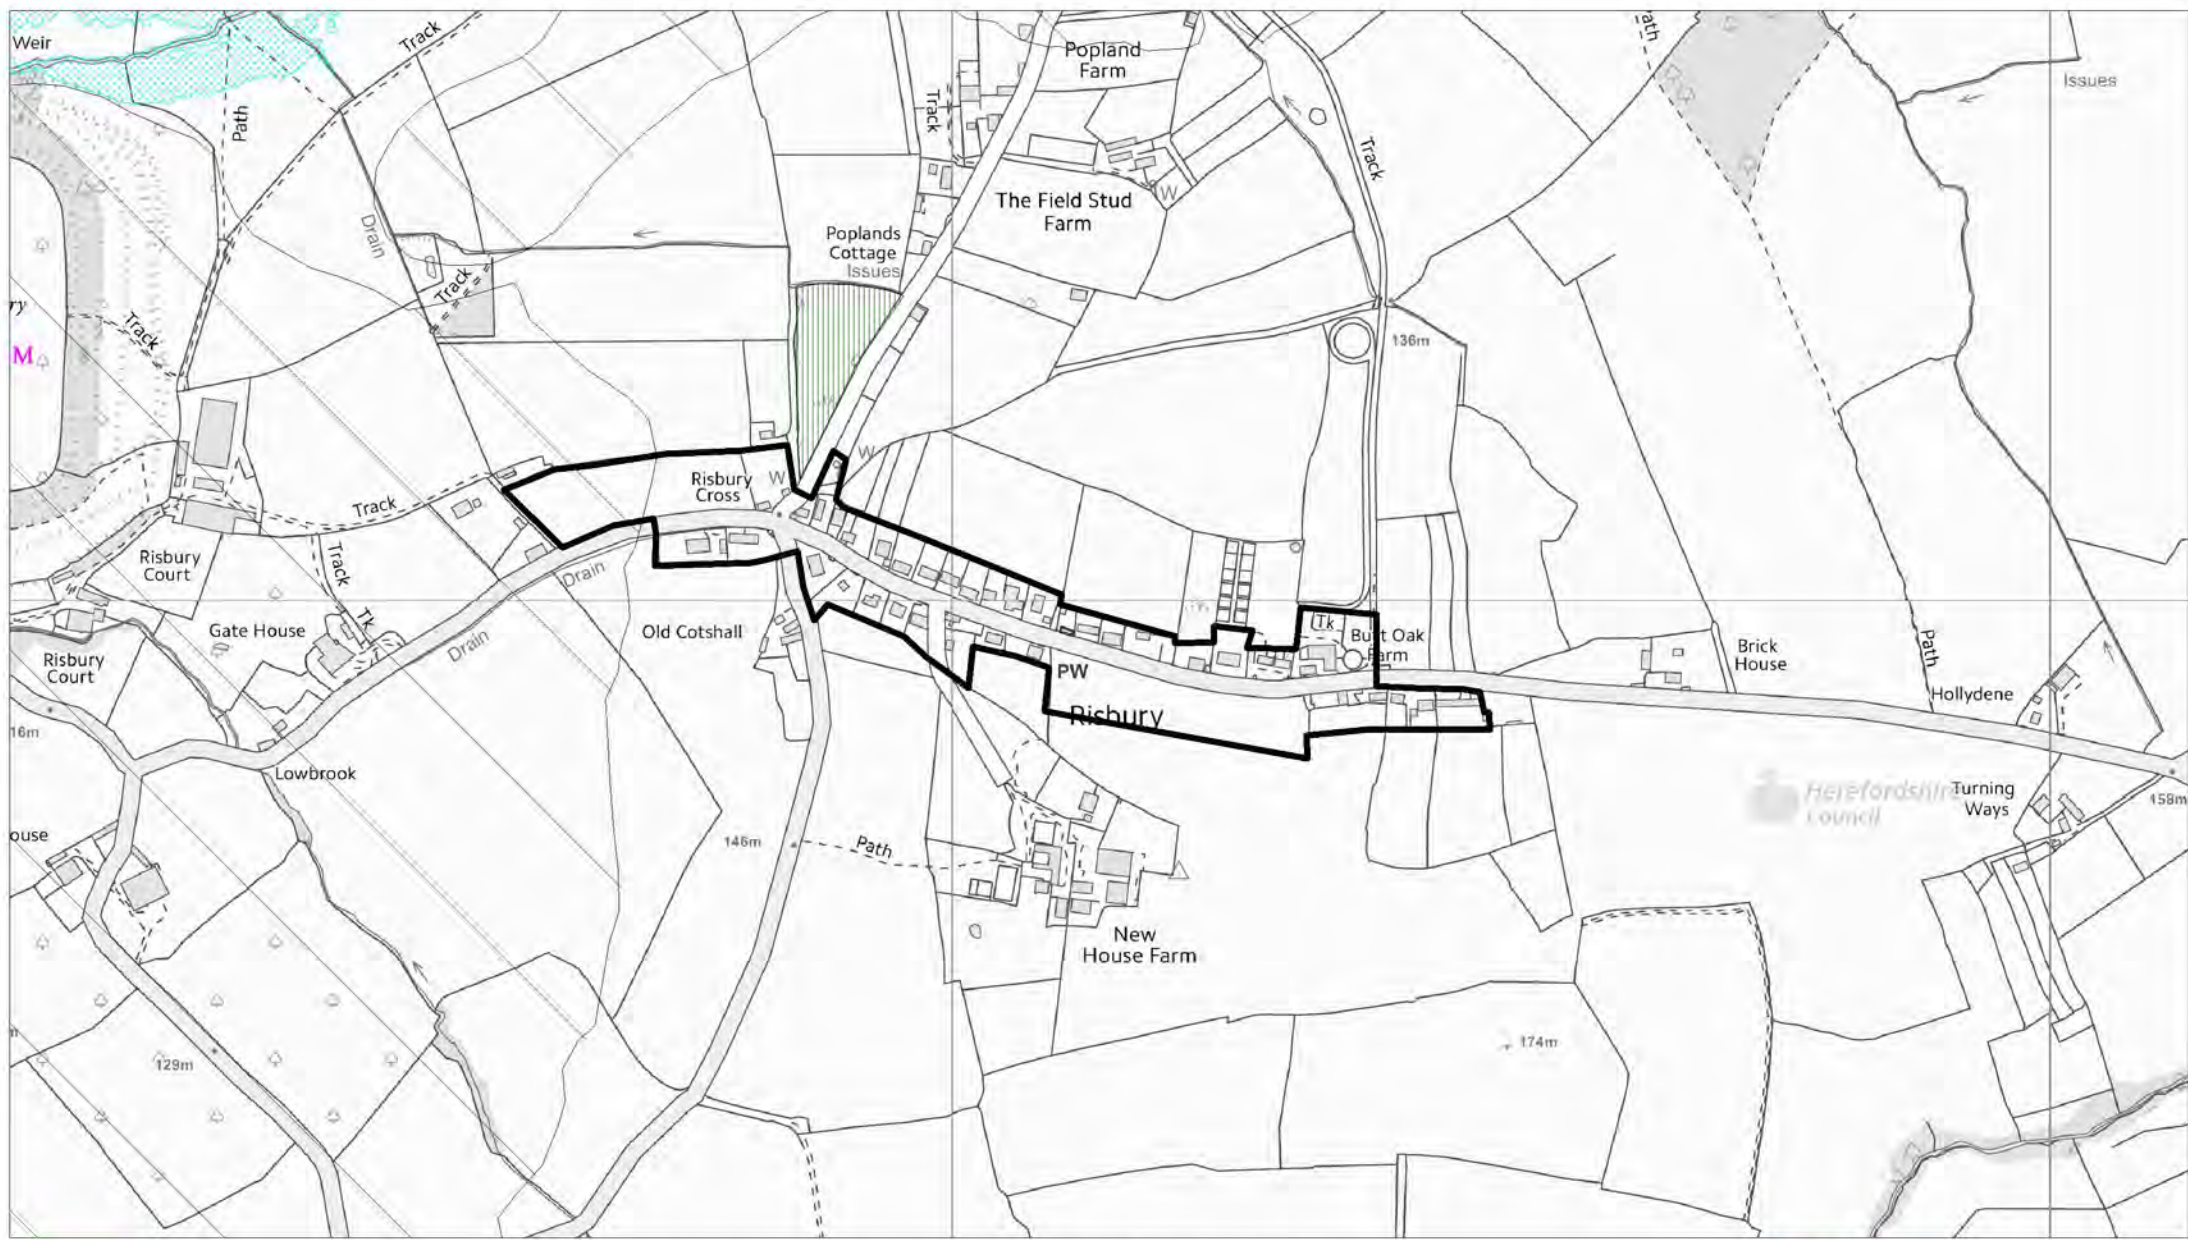 Weir
Track
Popland
Farm
Path
Issues
Path
Track
Track
The Field Stud
Farm
W
Drain
Poplands
Cottage
Issues
Track
ry
Track
M
136m
Risbury
Cross
W
W
Track
Risbury
Court
Track
Drain
Tk
Gate House
Old Cotshall
Drain
Tk
Burt Oak
Farm
Brick
House
Path
Risbury
Court
PW
Hollydene
Risbury
16m
Lowbrook
Herefordshire
Council
Turning
Ways
158m
ouse
146m
Path
New
House Farm
174m
129m
m